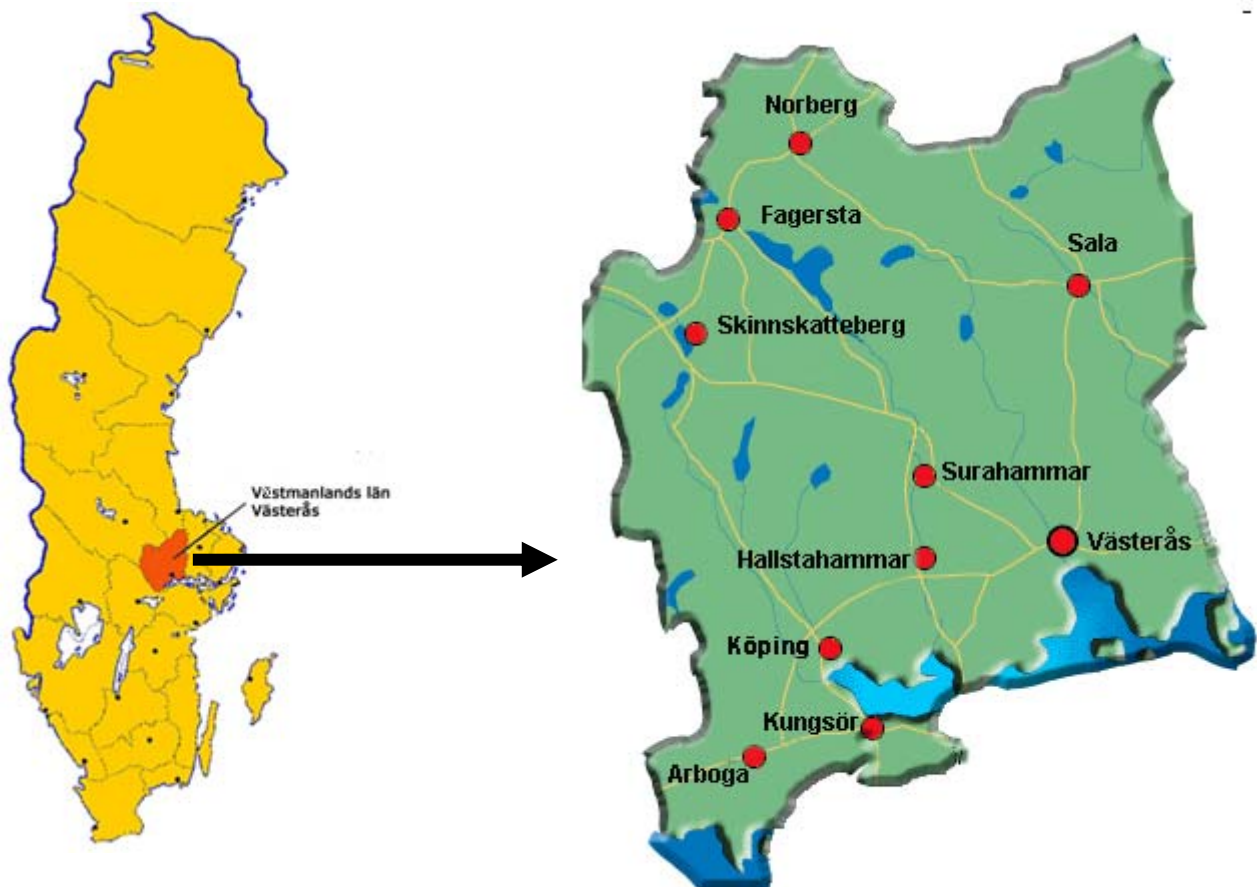 -
Västmanlands län
Västerås
Norberg
Fagersta
Sala
Skinnskatteberg
Surahammar
Västerås
Hallstahammar
Köping
Kungsör
Arboga